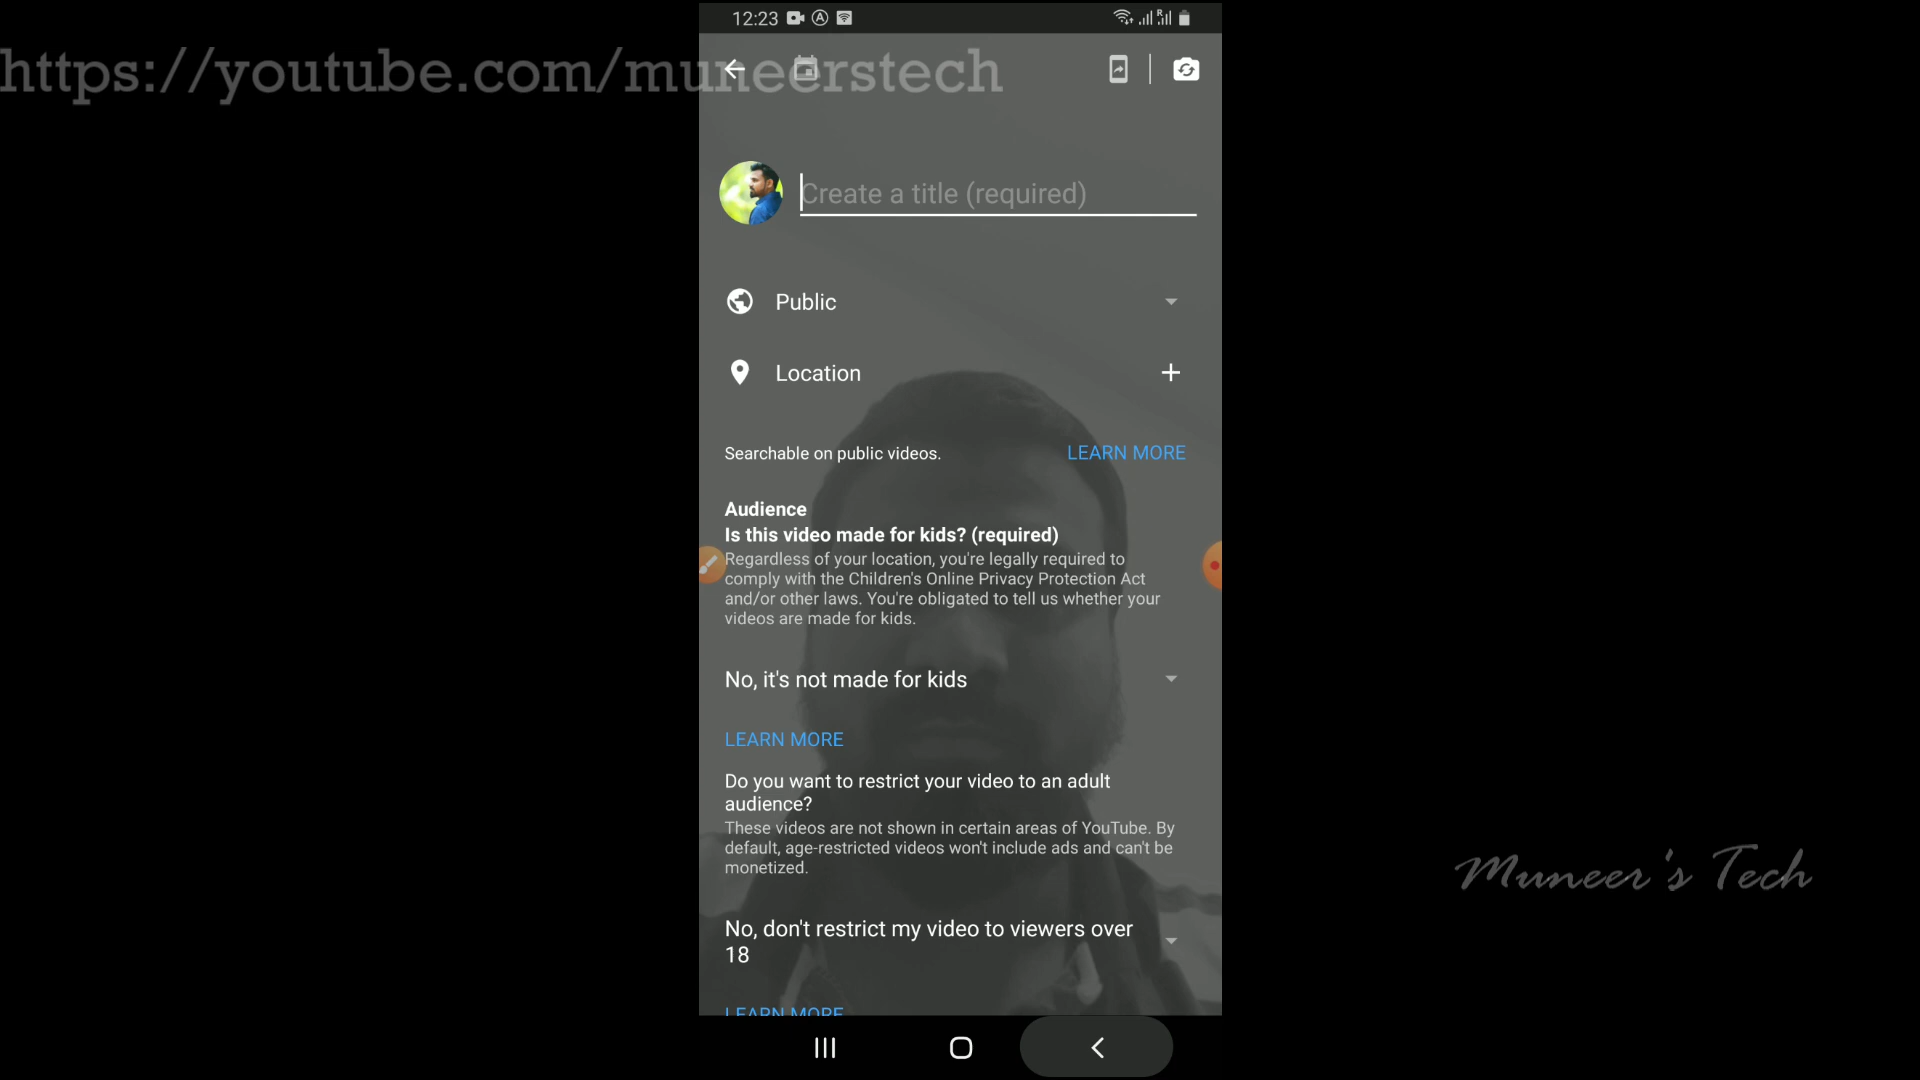 12:23
https://youtube.com/muneerstech
Create a title (required)
Public
Location
Searchable on public videos.
LEARN MORE
Audience
Is this video made for kids? (required)
Regardless of your location, you're legally required to
comply with the Children's Online Privacy Protection Act
and/or other laws. You're obligated to tell us whether your
videos are made for kids.
No, it's not made for kids
LEARN MORE
Do you want to restrict your video to an adult
audience?
These videos are not shown in certain areas of YouTube. By
default, age-restricted videos won't include ads and can't be
monetized.
No, don't restrict my video to viewers over
18
LEARN MORE
Muneer's Tech